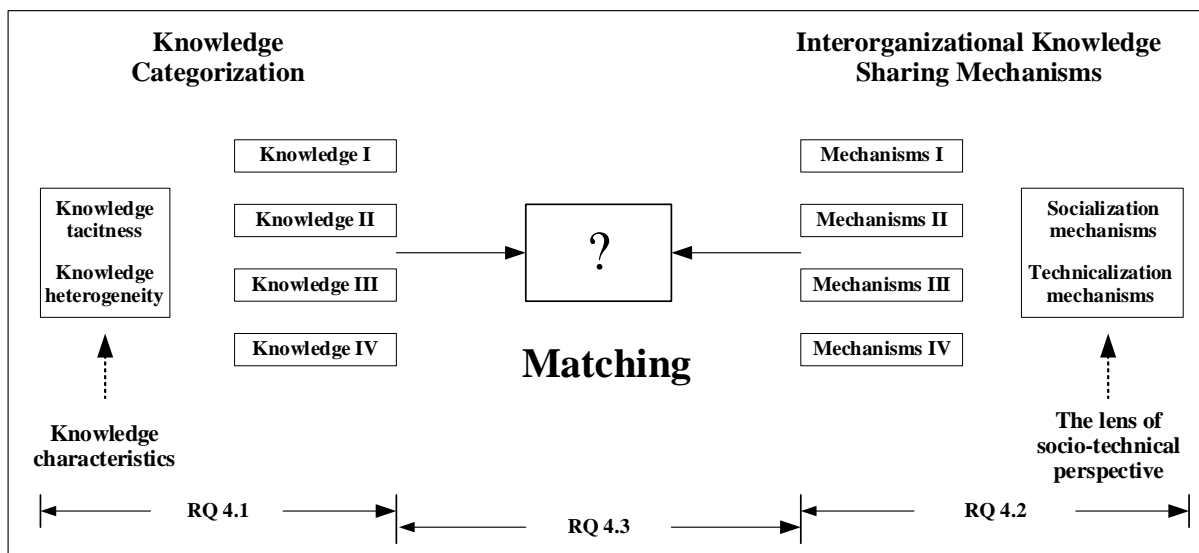 Knowledge
Categorization
Interorganizational Knowledge
Sharing Mechanisms
Knowledge I
Knowledge II
Knowledge III
Knowledge IV
Knowledge
tacitness
Knowledge
heterogeneity
?
Matching
Mechanisms I
Mechanisms II
Mechanisms III
Mechanisms IV
Socialization
mechanisms
Technicalization
mechanisms
Knowledge
characteristics
The lens of
socio-technical
perspective
RQ 4.1
RQ 4.3
RQ 4.2